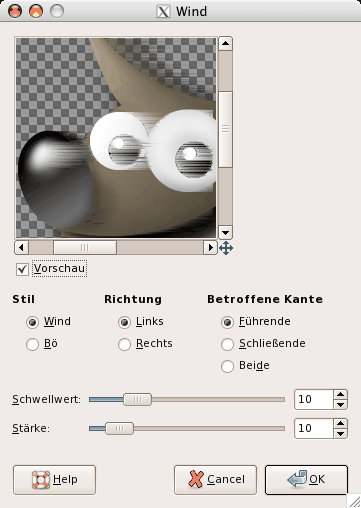 Wind
Vorschau
Stil Richtung Betroffene Kante
Wind Links Führende
Bö Rechts Schließende
Beide
Schwellwert: 10
Stärke: 10
Help Cancel OK